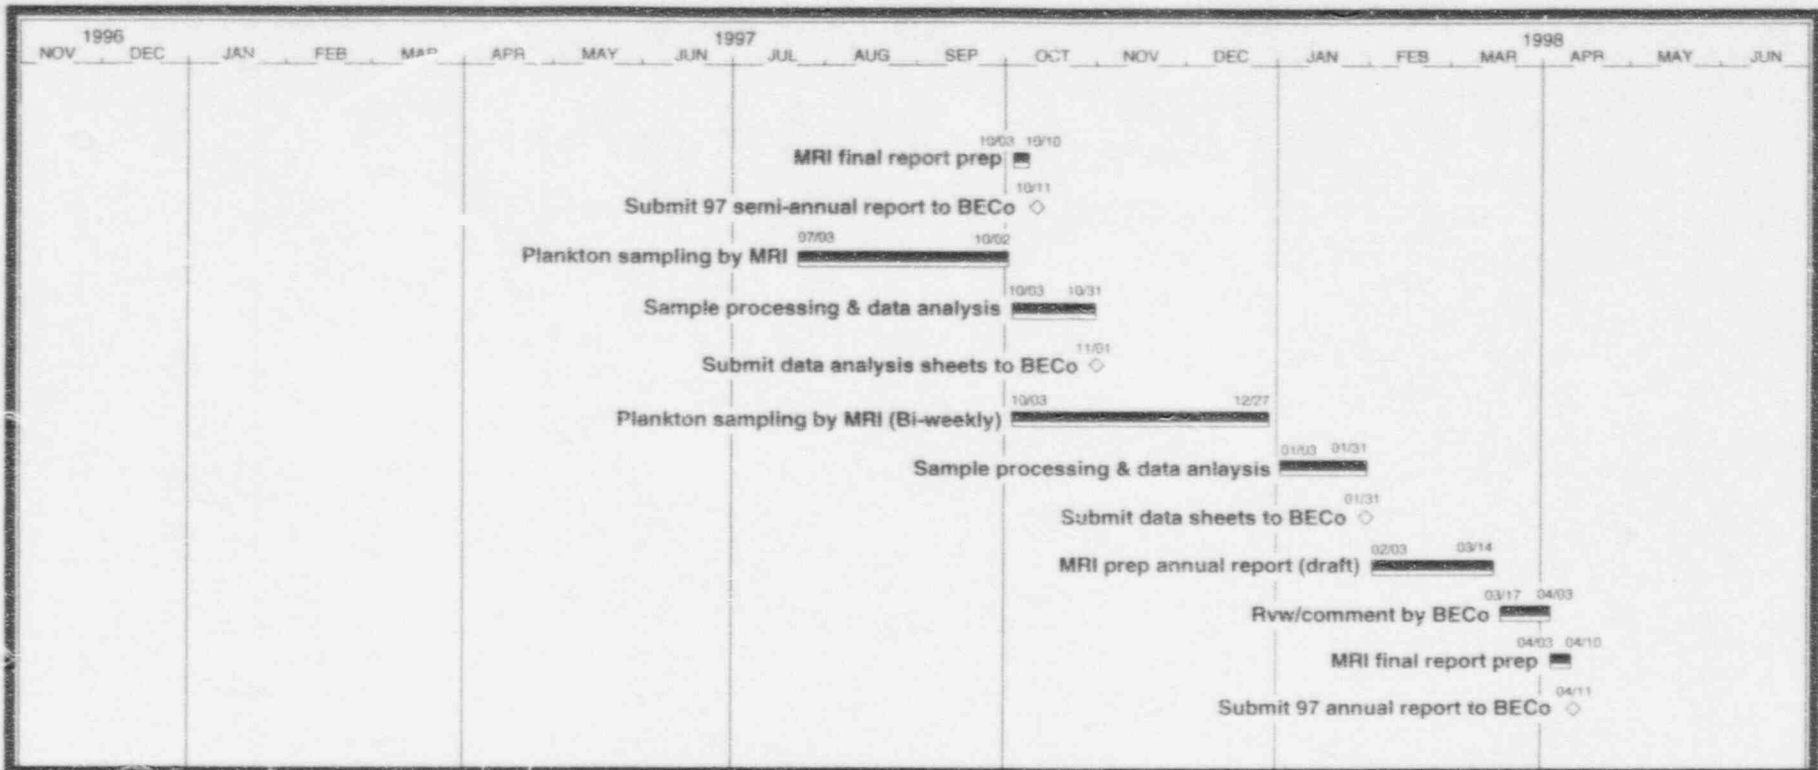 1996 1997 1998
NOV DEC JAN FEB MAR APR MAY JUN JUL AUG SEP OCT NOV DEC JAN FEB MAR APR MAY JUN
10/03 10/10
MRI final report prep
10/11
Submit 97 semi-annual report to BECo
07/03 10/02
Plankton sampling by MRI
10/03 10/31
Sample processing & data analysis
11/01
Submit data analysis sheets to BECo
10/03 12/27
Plankton sampling by MRI (Bi-weekly)
01/03 01/31
Sample processing & data anlaysis
01/31
Submit data sheets to BECo
02/03 03/14
MRI prep annual report (draft)
03/17 04/03
Rvw/comment by BECo
04/03 04/10
MRI final report prep
04/11
Submit 97 annual report to BECo